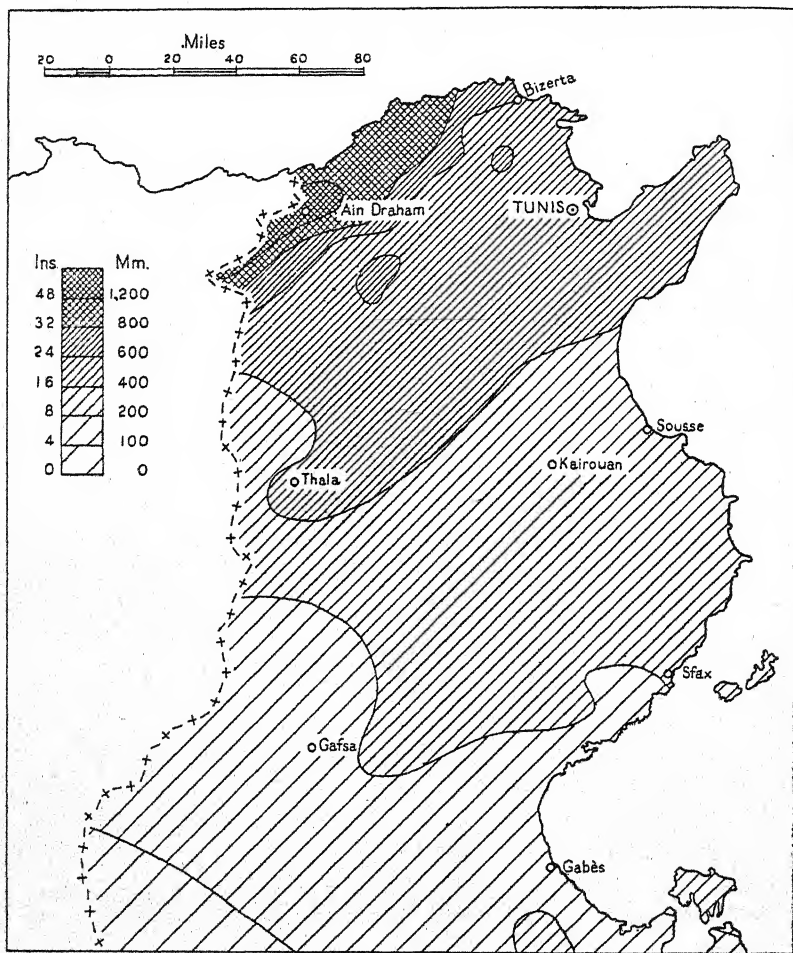 Miles
20 0 20 40 60 80
Bizerta
Ain Draham
TUNIS
Ins. Mm.
48 1,200
32 800
24 600
16 400
8 200
4 100
0 0
Sousse
Kairouan
Thala
Sfax
Gafsa
Gabès